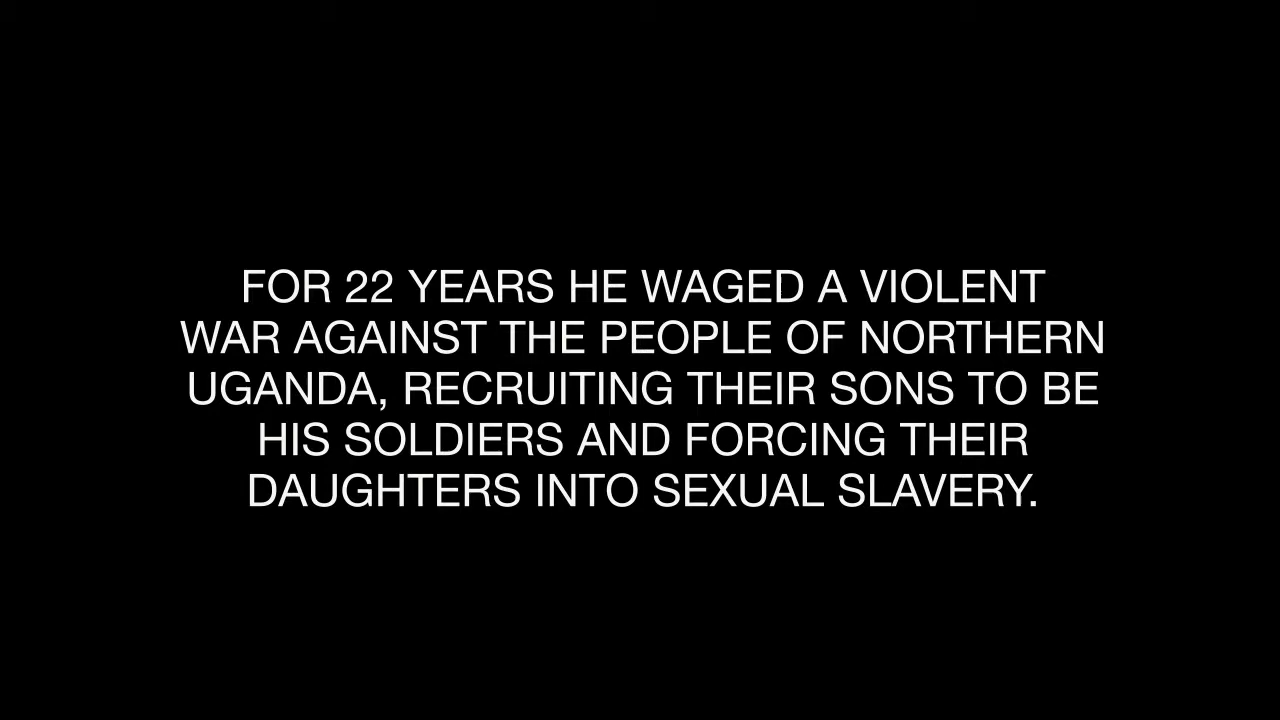 FOR 22 YEARS HE WAGED A VIOLENT
WAR AGAINST THE PEOPLE OF NORTHERN
UGANDA, RECRUITING THEIR SONS TO BE
HIS SOLDIERS AND FORCING THEIR
DAUGHTERS INTO SEXUAL SLAVERY.